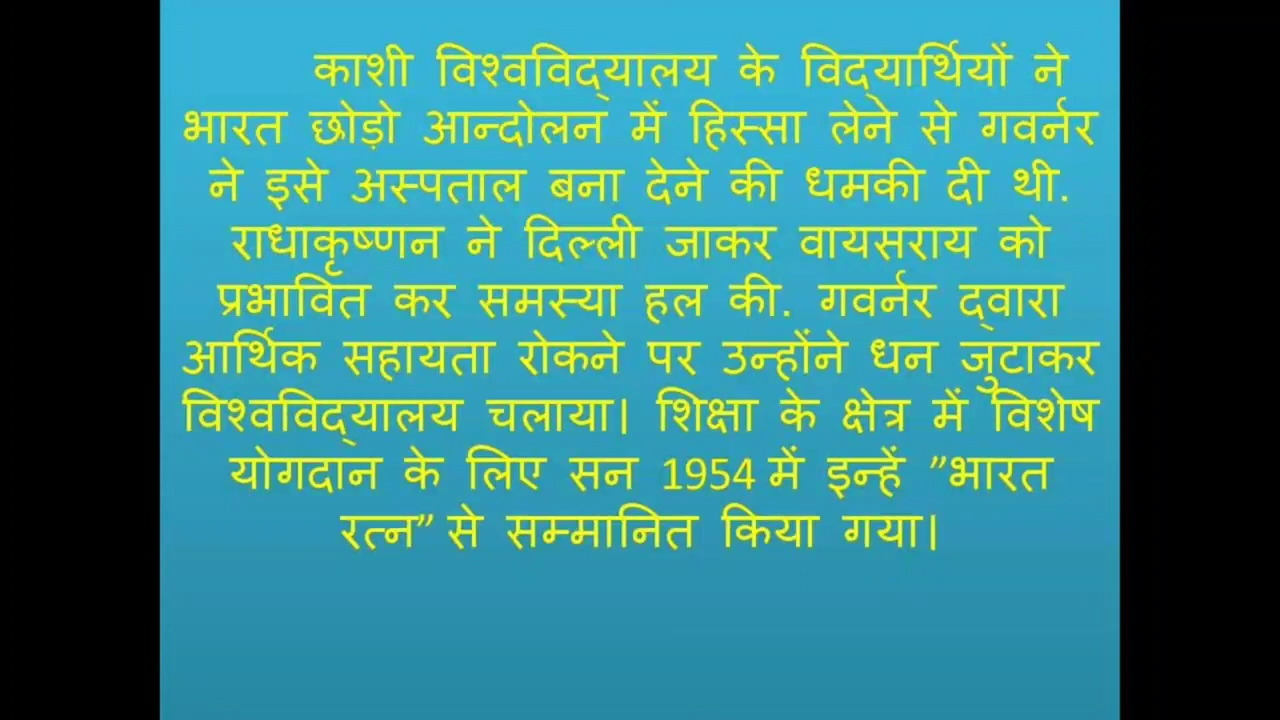 काशी विश्वविद्यालय के विद्यार्थियों ने
भारत छोड़ो आन्दोलन में हिस्सा लेने से गवर्नर
ने इसे अस्पताल बना देने की धमकी दी थी.
राधाकृष्णन ने दिल्ली जाकर वायसराय को
प्रभावित कर समस्या हल की. गवर्नर द्वारा
आर्थिक सहायता रोकने पर उन्होंने धन जुटाकर
विश्वविद्यालय चलाया। शिक्षा के क्षेत्र में विशेष
योगदान के लिए सन 1954 में इन्हें ”भारत
रत्न” से सम्मानित किया गया।